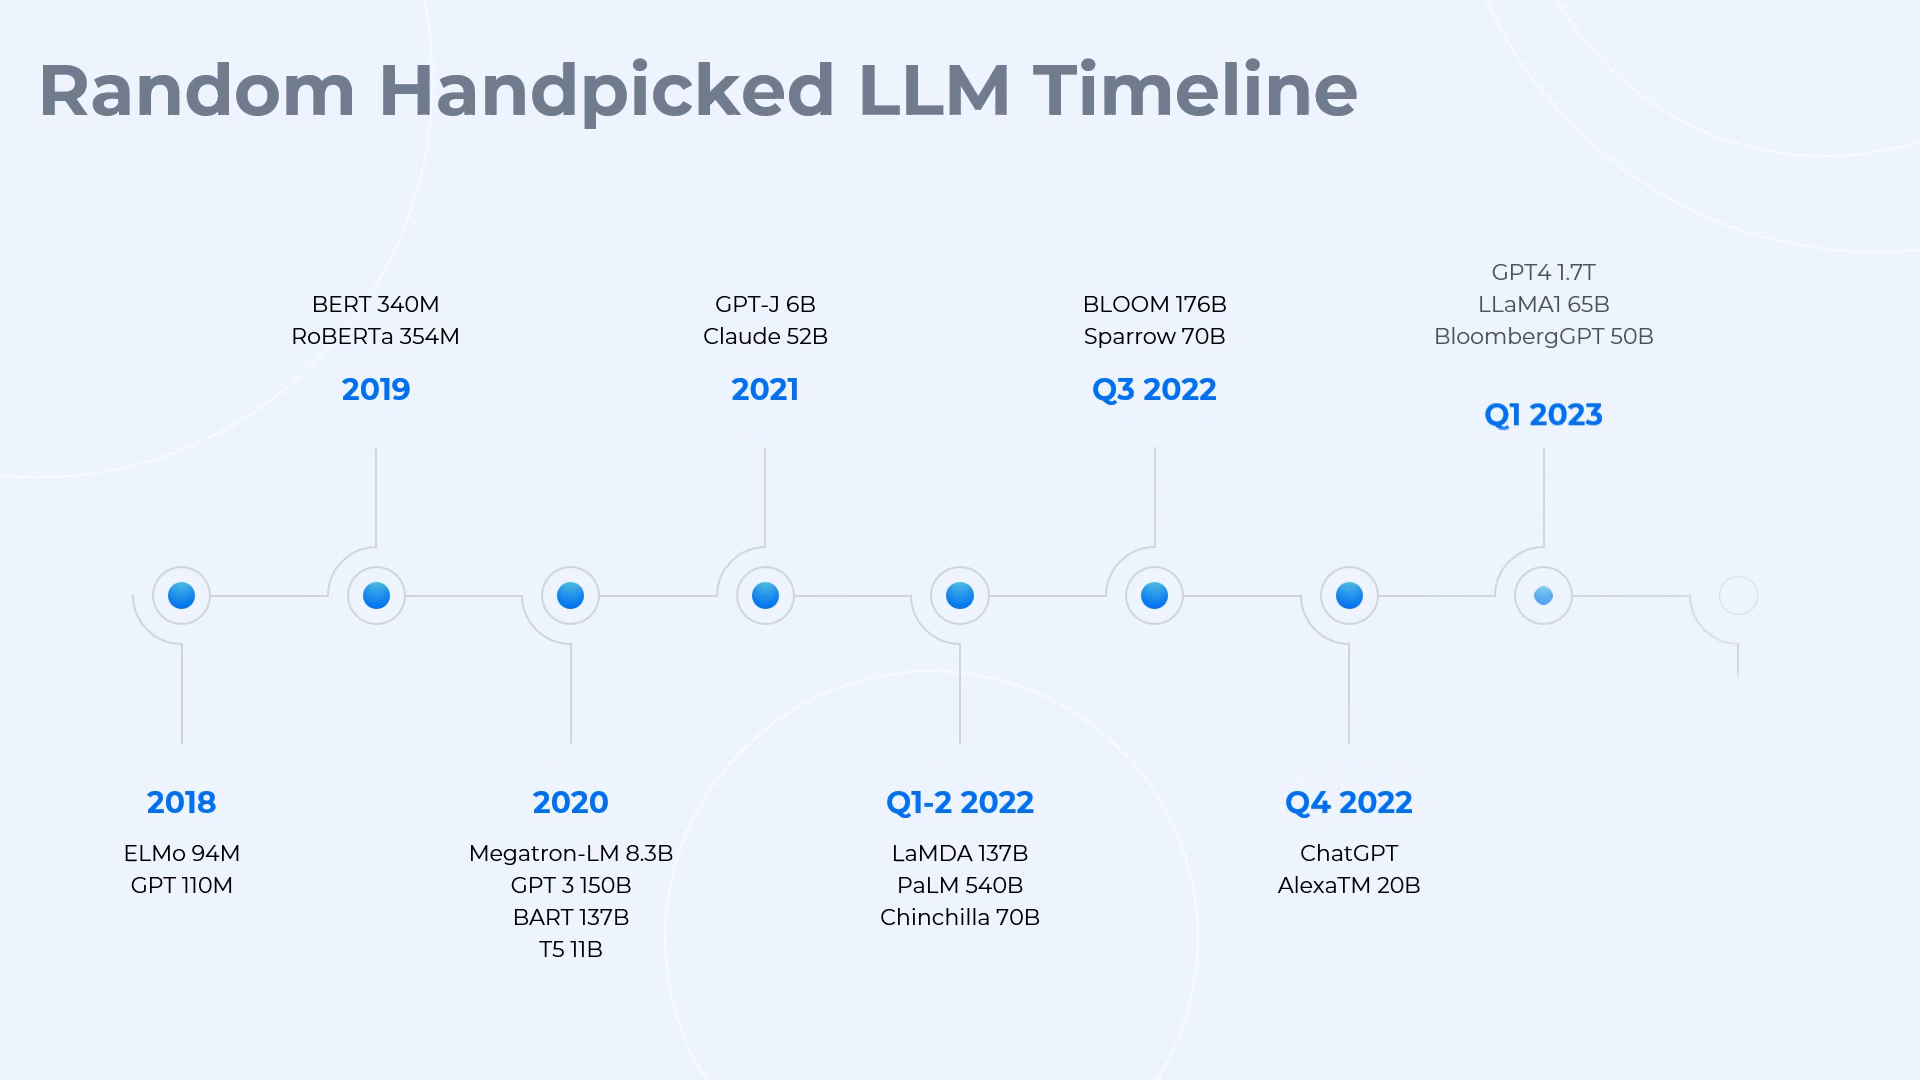 Random Handpicked LLM Timeline
2018
ELMo 94M
GPT 110M
BERT 340M
RoBERTa 354M
2019
2020
Megatron-LM 8.3B
GPT 3 150B
BART 137B
T5 11B
GPT-J 6B
Claude 52B
2021
Q1-2 2022
LaMDA 137B
PaLM 540B
Chinchilla 70B
BLOOM 176B
Sparrow 70B
Q3 2022
Q4 2022
ChatGPT
AlexaTM 20B
GPT4 1.7T
LLaMA1 65B
BloombergGPT 50B
Q1 2023